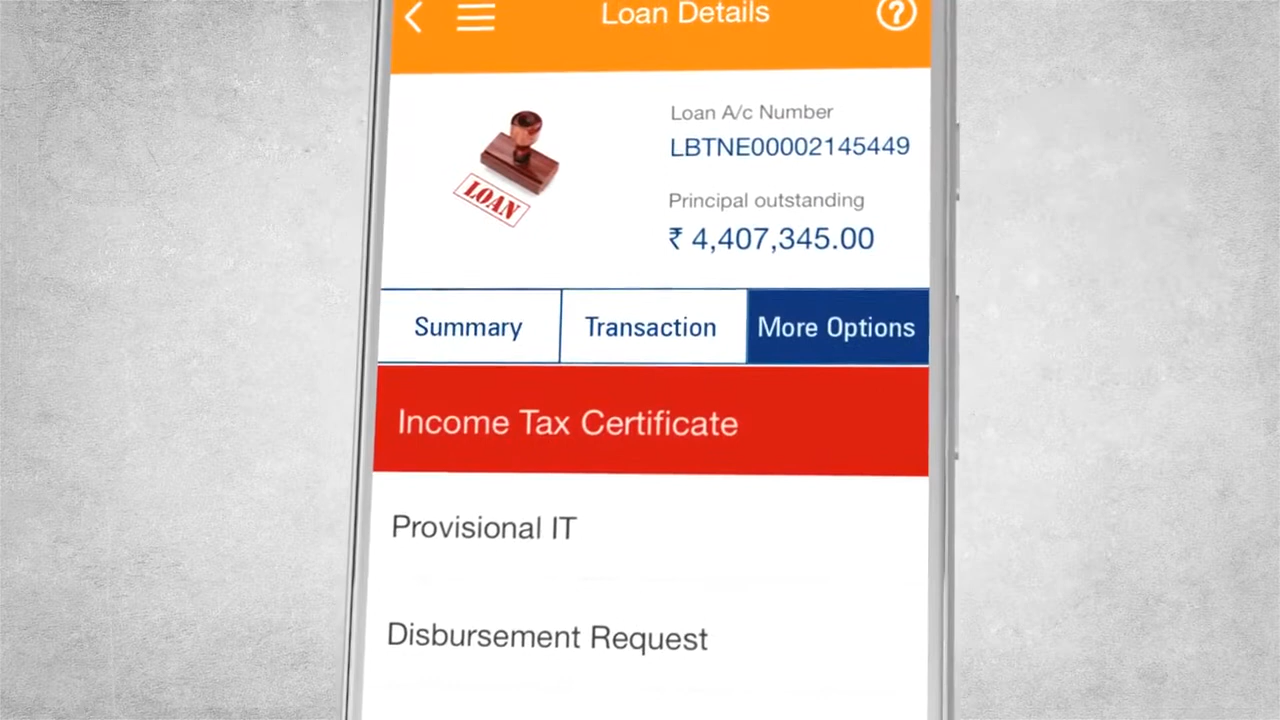 Loan Details
?
Loan A/c Number
LBTNE00002145449
LOAN
Principal outstanding
₹ 4,407,345.00
Summary
Transaction
More Options
Income Tax Certificate
Provisional IT
Disbursement Request